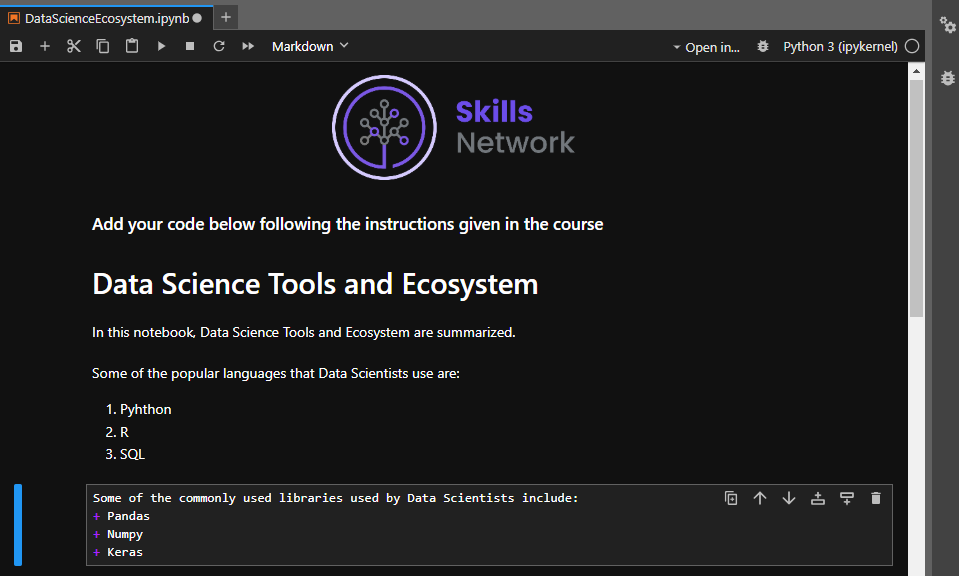 DataScienceEcosystem.ipynb
Markdown
Open in...
Python 3 (ipykernel)
Skills
Network
Add your code below following the instructions given in the course
Data Science Tools and Ecosystem
In this notebook, Data Science Tools and Ecosystem are summarized.
Some of the popular languages that Data Scientists use are:
1. Pyhthon
2. R
3. SQL
Some of the commonly used libraries used by Data Scientists include:
+ Pandas
+ Numpy
+ Keras